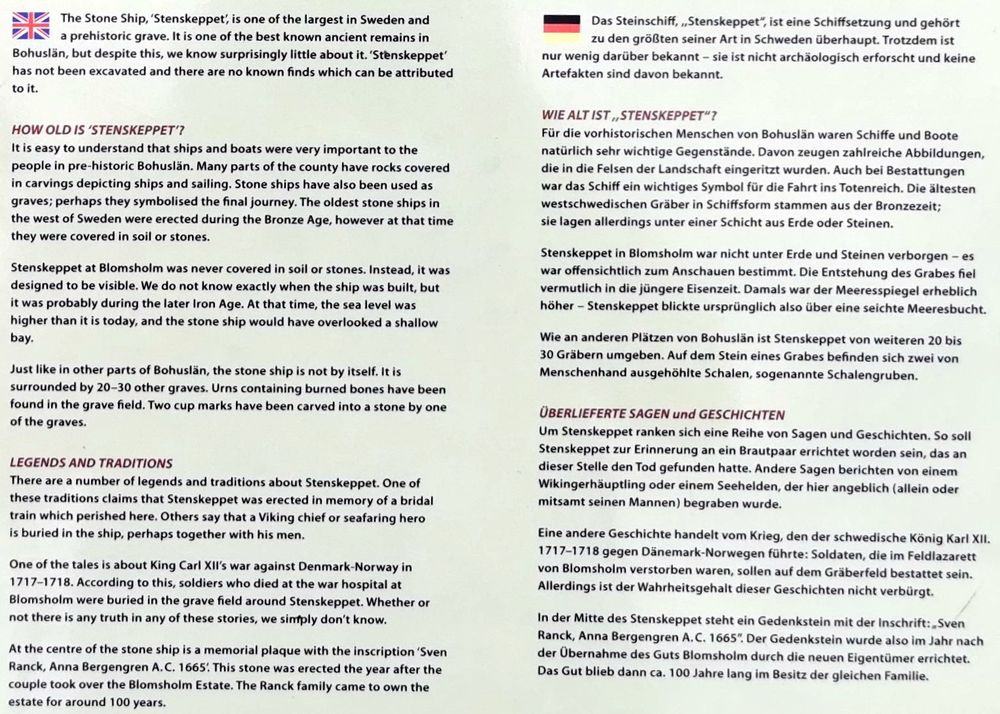 The Stone Ship, 'Stenskeppet', is one of the largest in Sweden and
a prehistoric grave. It is one of the best known ancient remains in
Bohuslän, but despite this, we know surprisingly little about it. 'Stenskeppet'
has not been excavated and there are no known finds which can be attributed
to it.
HOW OLD IS 'STENSKEPPET'?
It is easy to understand that ships and boats were very important to the
people in pre-historic Bohuslän. Many parts of the county have rocks covered
in carvings depicting ships and sailing. Stone ships have also been used as
graves; perhaps they symbolised the final journey. The oldest stone ships in
the west of Sweden were erected during the Bronze Age, however at that time
they were covered in soil or stones.
Stenskeppet at Blomsholm was never covered in soil or stones. Instead, it was
designed to be visible. We do not know exactly when the ship was built, but
it was probably during the later Iron Age. At that time, the sea level was
higher than it is today, and the stone ship would have overlooked a shallow
bay.
Just like in other parts of Bohuslän, the stone ship is not by itself. It is
surrounded by 20–30 other graves. Urns containing burned bones have been
found in the grave field. Two cup marks have been carved into a stone by one
of the graves.
LEGENDS AND TRADITIONS
There are a number of legends and traditions about Stenskeppet. One of
these traditions claims that Stenskeppet was erected in memory of a bridal
train which perished here. Others say that a Viking chief or seafaring hero
is buried in the ship, perhaps together with his men.
One of the tales is about King Carl XII's war against Denmark-Norway in
1717–1718. According to this, soldiers who died at the war hospital at
Blomsholm were buried in the grave field around Stenskeppet. Whether or
not there is any truth in any of these stories, we simply don't know.
At the centre of the stone ship is a memorial plaque with the inscription 'Sven
Ranck, Anna Bergengren A.C. 1665'. This stone was erected the year after the
couple took over the Blomsholm Estate. The Ranck family came to own the
estate for around 100 years.
Das Steinschiff, „Stenskeppet", ist eine Schiffsetzung und gehört
zu den größten seiner Art in Schweden überhaupt. Trotzdem ist
nur wenig darüber bekannt – sie ist nicht archäologisch erforscht und keine
Artefakten sind davon bekannt.
WIE ALT IST „STENSKEPPET"?
Für die vorhistorischen Menschen von Bohuslän waren Schiffe und Boote
natürlich sehr wichtige Gegenstände. Davon zeugen zahlreiche Abbildungen,
die in die Felsen der Landschaft eingeritzt wurden. Auch bei Bestattungen
war das Schiff ein wichtiges Symbol für die Fahrt ins Totenreich. Die ältesten
westschwedischen Gräber in Schiffsform stammen aus der Bronzezeit;
sie lagen allerdings unter einer Schicht aus Erde oder Steinen.
Stenskeppet in Blomsholm war nicht unter Erde und Steinen verborgen – es
war offensichtlich zum Anschauen bestimmt. Die Entstehung des Grabes fiel
vermutlich in die jüngere Eisenzeit. Damals war der Meeresspiegel erheblich
höher – Stenskeppet blickte ursprünglich also über eine seichte Meeresbucht.
Wie an anderen Plätzen von Bohuslän ist Stenskeppet von weiteren 20 bis
30 Gräbern umgeben. Auf dem Stein eines Grabes befinden sich zwei von
Menschenhand ausgehöhlte Schalen, sogenannte Schalengruben.
ÜBERLIEFERTE SAGEN und GESCHICHTEN
Um Stenskeppet ranken sich eine Reihe von Sagen und Geschichten. So soll
Stenskeppet zur Erinnerung an ein Brautpaar errichtet worden sein, das an
dieser Stelle den Tod gefunden hatte. Andere Sagen berichten von einem
Wikingerhäuptling oder einem Seehelden, der hier angeblich (allein oder
mitsamt seinen Mannen) begraben wurde.
Eine andere Geschichte handelt vom Krieg, den der schwedische König Karl XII.
1717–1718 gegen Dänemark-Norwegen führte: Soldaten, die im Feldlazarett
von Blomsholm verstorben waren, sollen auf dem Gräberfeld bestattet sein.
Allerdings ist der Wahrheitsgehalt dieser Geschichten nicht verbürgt.
In der Mitte des Stenskeppet steht ein Gedenkstein mit der Inschrift: „Sven
Ranck, Anna Bergengren A.C. 1665". Der Gedenkstein wurde also im Jahr nach
der Übernahme des Guts Blomsholm durch die neuen Eigentümer errichtet.
Das Gut blieb dann ca. 100 Jahre lang im Besitz der gleichen Familie.